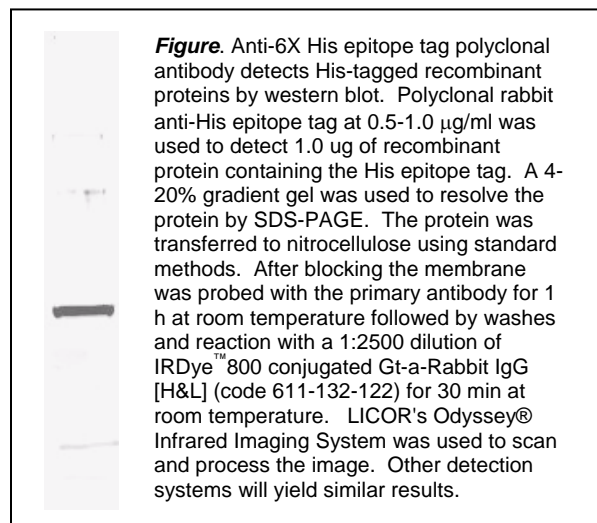 Figure. Anti-6X His epitope tag polyclonal
antibody detects His-tagged recombinant
proteins by western blot.  Polyclonal rabbit
anti-His epitope tag at 0.5-1.0 μg/ml was
used to detect 1.0 ug of recombinant
protein containing the His epitope tag.  A 4-
20% gradient gel was used to resolve the
protein by SDS-PAGE.  The protein was
transferred to nitrocellulose using standard
methods.  After blocking the membrane
was probed with the primary antibody for 1
h at room temperature followed by washes
and reaction with a 1:2500 dilution of
IRDye™800 conjugated Gt-a-Rabbit IgG
[H&L] (code 611-132-122) for 30 min at
room temperature.   LICOR's Odyssey®
Infrared Imaging System was used to scan
and process the image.  Other detection
systems will yield similar results.